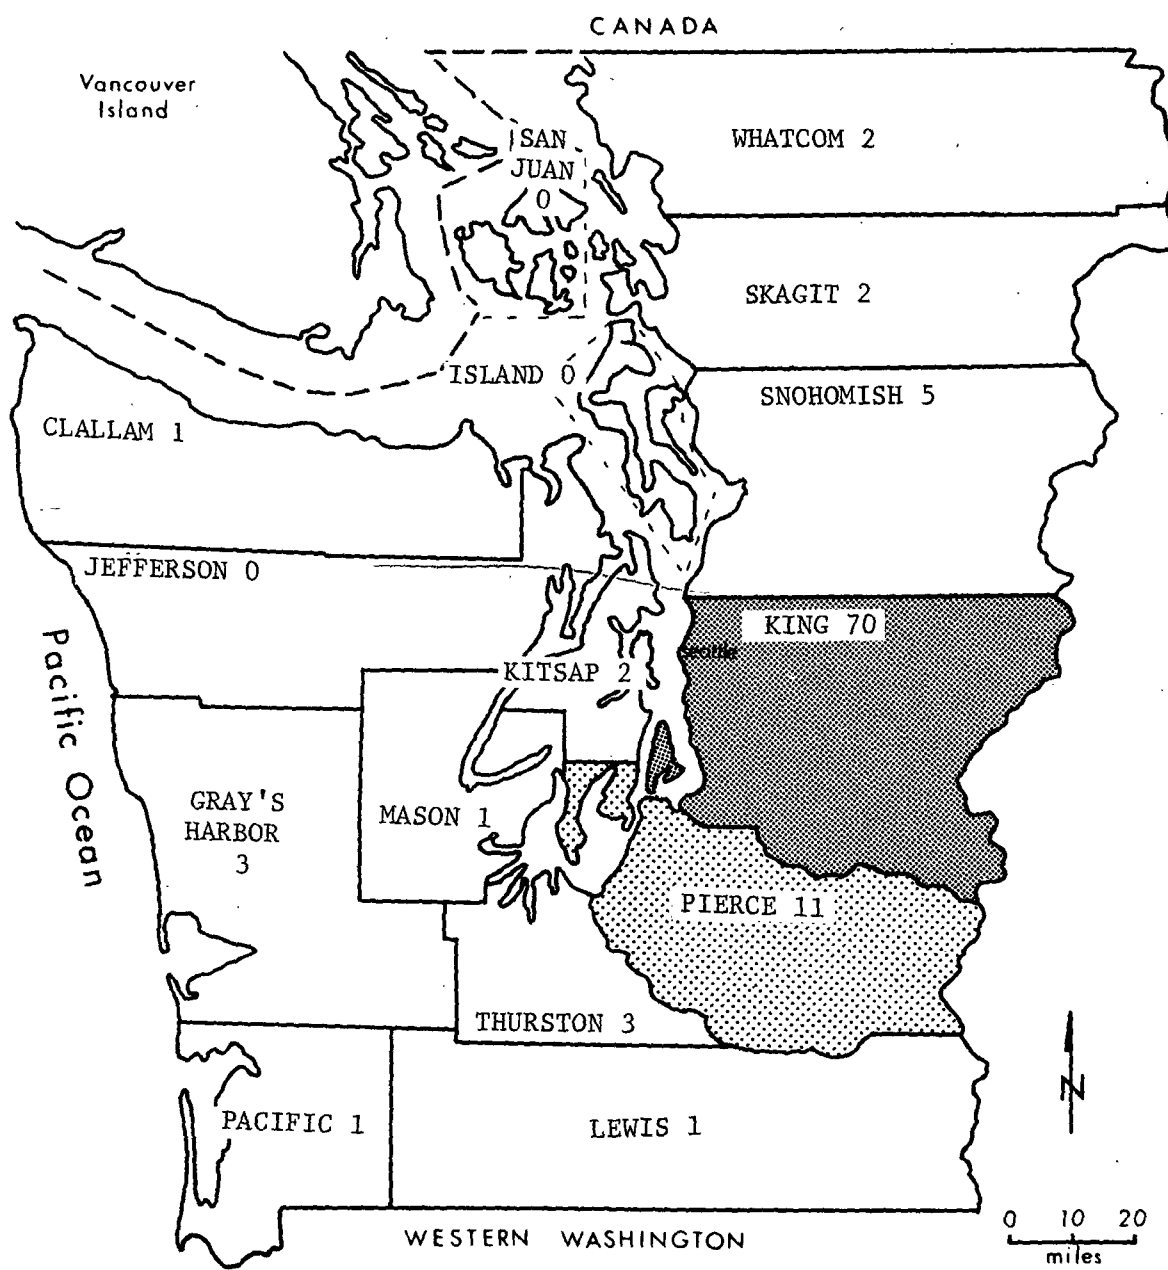 CANADA
Vancouver
Island
SAN
JUAN
0
WHATCOM 2
SKAGIT 2
ISLAND 0
SNOHOMISH 5
CLALLAM 1
JEFFERSON 0
KING 70
seattle
Pacific Ocean
KITSAP 2
GRAY'S
HARBOR
3
MASON 1
PIERCE 11
THURSTON 3
N
PACIFIC 1
LEWIS 1
0 10 20
miles
WESTERN WASHINGTON